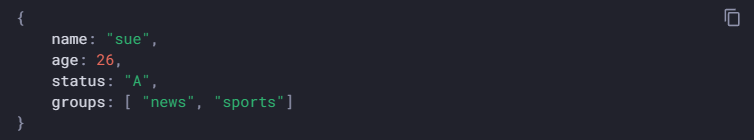 {
name: "sue",
age: 26,
status: "A",
groups: [ "news", "sports"]
}